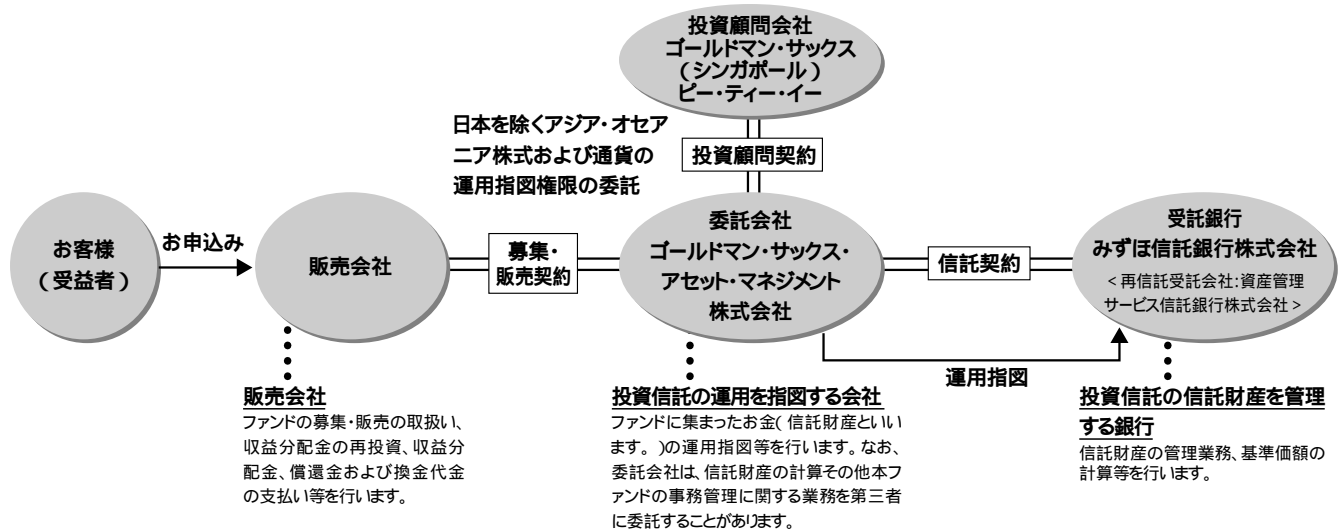 投資顧問会社
ゴールドマン・サックス
(シンガポール)
ピー・ティー・イー
日本を除くアジア・オセア
ニア株式および通貨の
運用指図権限の委託
投資顧問契約
お客様
(受益者)
お申込み
販売会社
募集・
販売契約
委託会社
ゴールドマン・サックス・
アセット・マネジメント
株式会社
信託契約
受託銀行
みずほ信託銀行株式会社
<再信託受託会社:資産管理
サービス信託銀行株式会社>
運用指図
販売会社
ファンドの募集・販売の取扱い、
収益分配金の再投資、収益分
配金、償還金および換金代金
の支払い等を行います。
投資信託の運用を指図する会社
ファンドに集まったお金(信託財産といい
ます。)の運用指図等を行います。なお、
委託会社は、信託財産の計算その他本フ
ァンドの事務管理に関する業務を第三者
に委託することがあります。
投資信託の信託財産を管理
する銀行
信託財産の管理業務、基準価額の
計算等を行います。